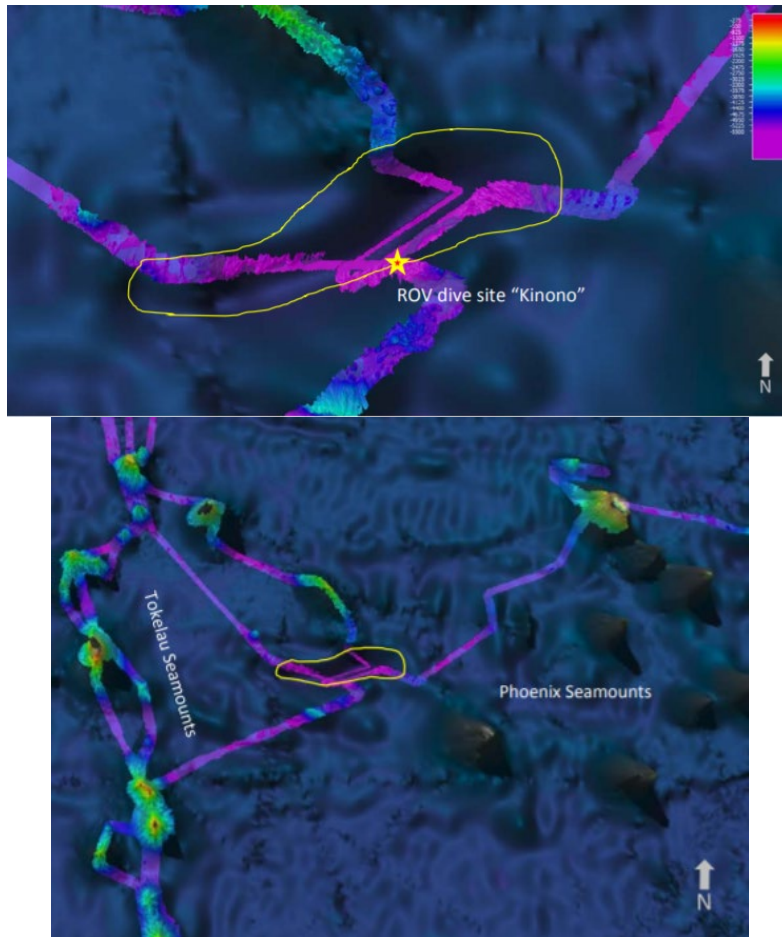 ROV dive site “Kinono”
N
Tokelau Seamounts
Phoenix Seamounts
N